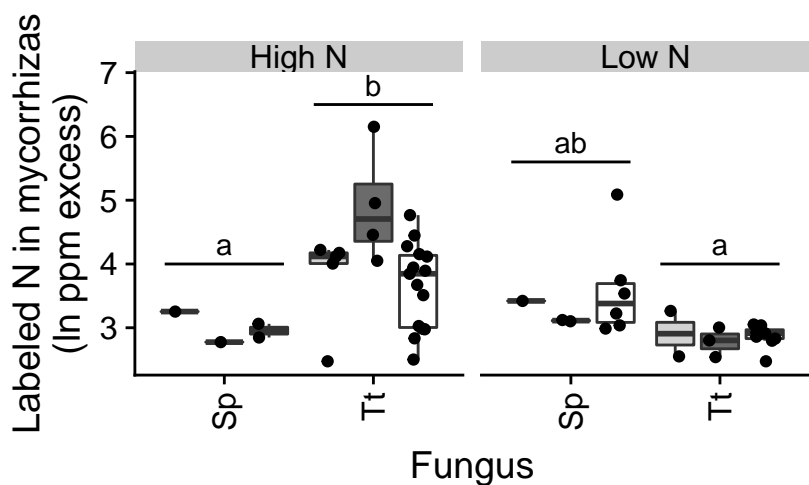 High N
Low N
Labeled N in mycorrhizas
(ln ppm excess)
7
6
5
4
3
a
b
ab
a
Sp
Tt
Sp
Tt
Fungus